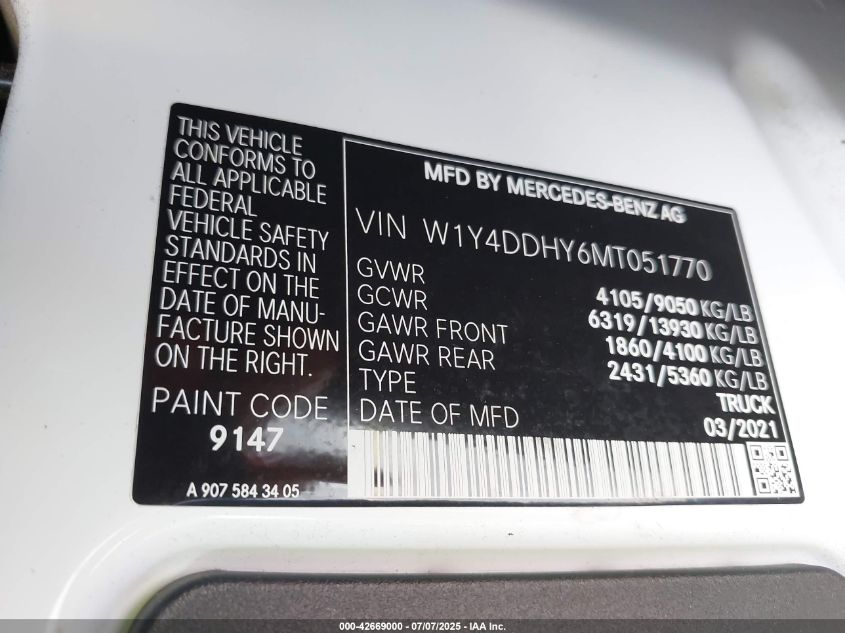 THIS VEHICLE
CONFORMS TO
ALL APPLICABLE
FEDERAL
VEHICLE SAFETY
STANDARDS IN
EFFECT ON THE
DATE OF MANU-
FACTURE SHOWN
ON THE RIGHT.
PAINT CODE
9147
A 907 584 34 05
MFD BY MERCEDES-BENZ AG
VIN W1Y4DDHY6MT051770
GVWR 4105/9050 KG/LB
GCWR 6319/13930 KG/LB
GAWR FRONT 1860/4100 KG/LB
GAWR REAR 2431/5360 KG/LB
TYPE TRUCK
DATE OF MFD 03/2021
000-42669000 / 07/07/2025 - IAA Inc.